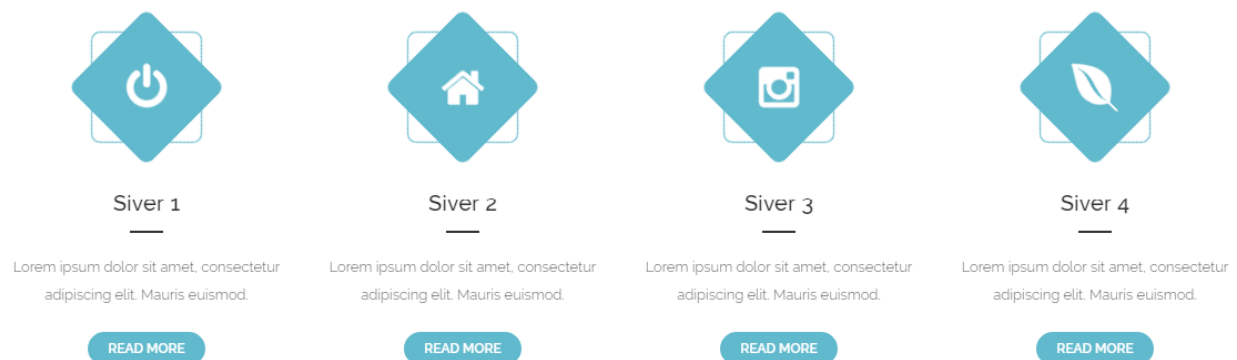 Siver 1
Lorem ipsum dolor sit amet, consectetur
adipiscing elit. Mauris euismod.
READ MORE
Siver 2
Lorem ipsum dolor sit amet, consectetur
adipiscing elit. Mauris euismod.
READ MORE
Siver 3
Lorem ipsum dolor sit amet, consectetur
adipiscing elit. Mauris euismod.
READ MORE
Siver 4
Lorem ipsum dolor sit amet, consectetur
adipiscing elit. Mauris euismod.
READ MORE